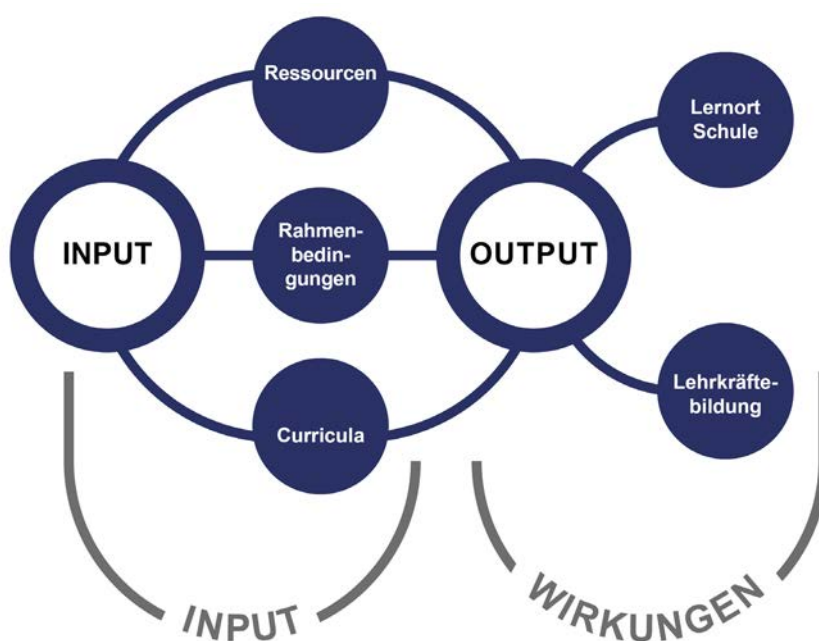 Ressourcen
Lernort
Schule
INPUT
Rahmen-
bedin-
gungen
OUTPUT
Lehrkräfte-
bildung
Curricula
INPUT
WIRKUNGEN